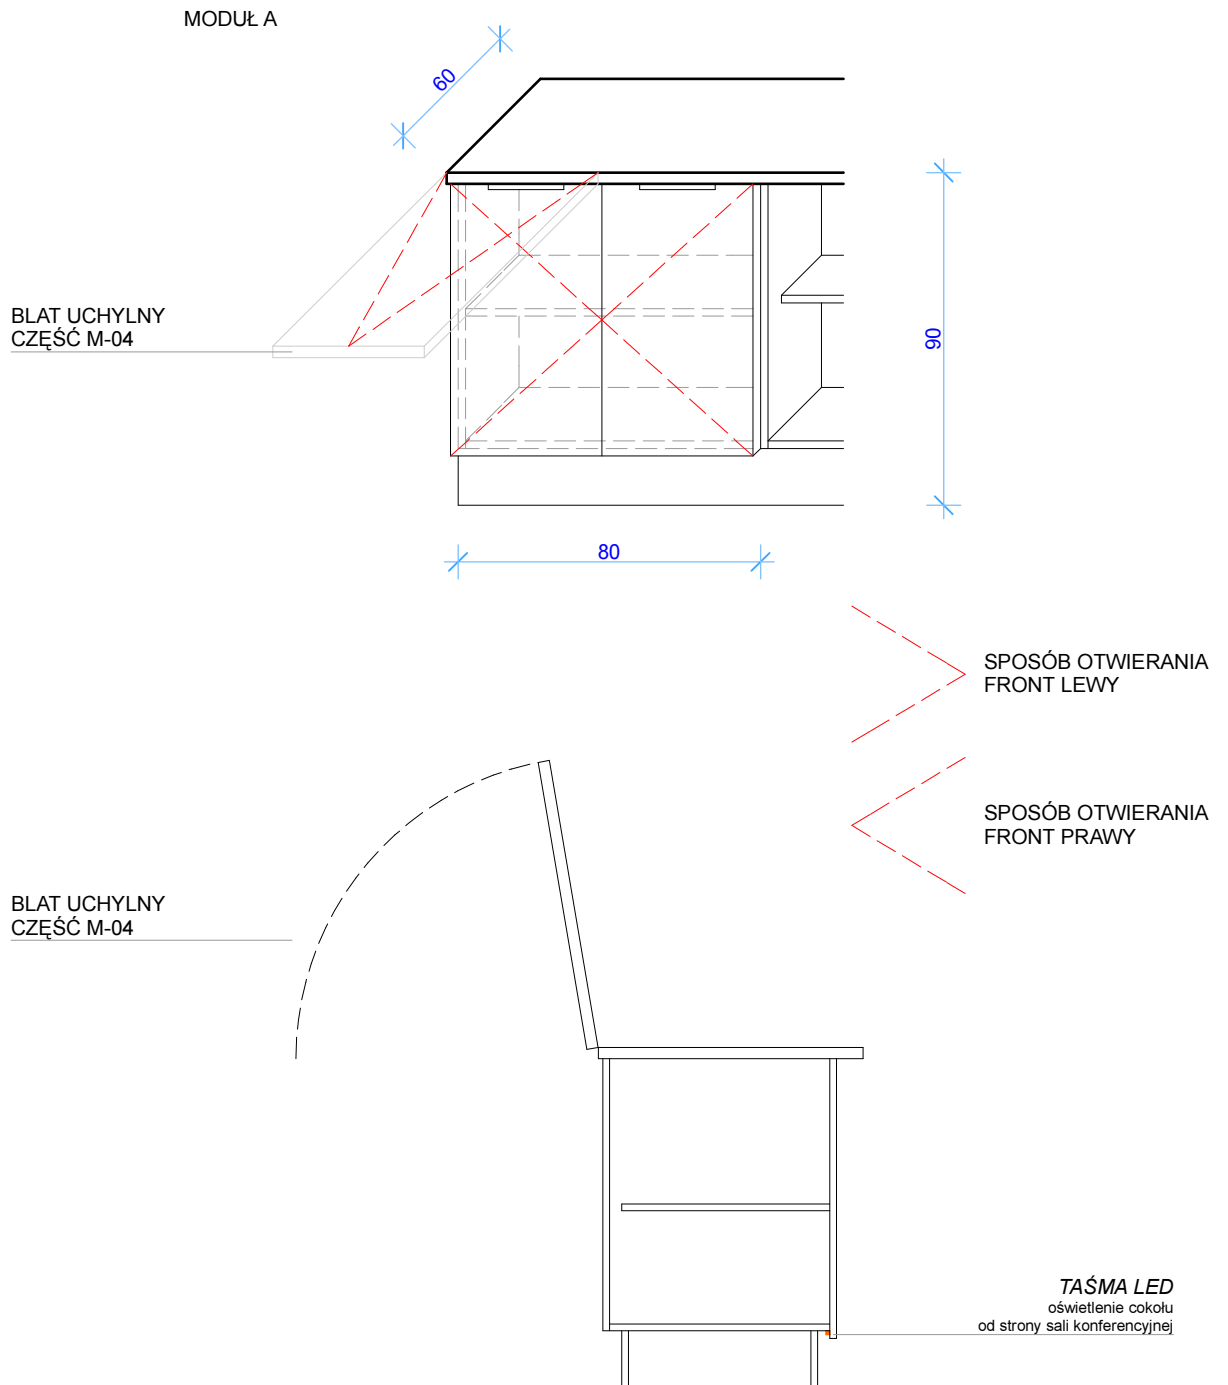 MODUŁ A
60
BLAT UCHYLNY
CZĘŚĆ M-04
90
80
SPOSÓB OTWIERANIA
FRONT LEWY
SPOSÓB OTWIERANIA
FRONT PRAWY
BLAT UCHYLNY
CZĘŚĆ M-04
TAŚMA LED
oświetlenie cokołu
od strony sali konferencyjnej